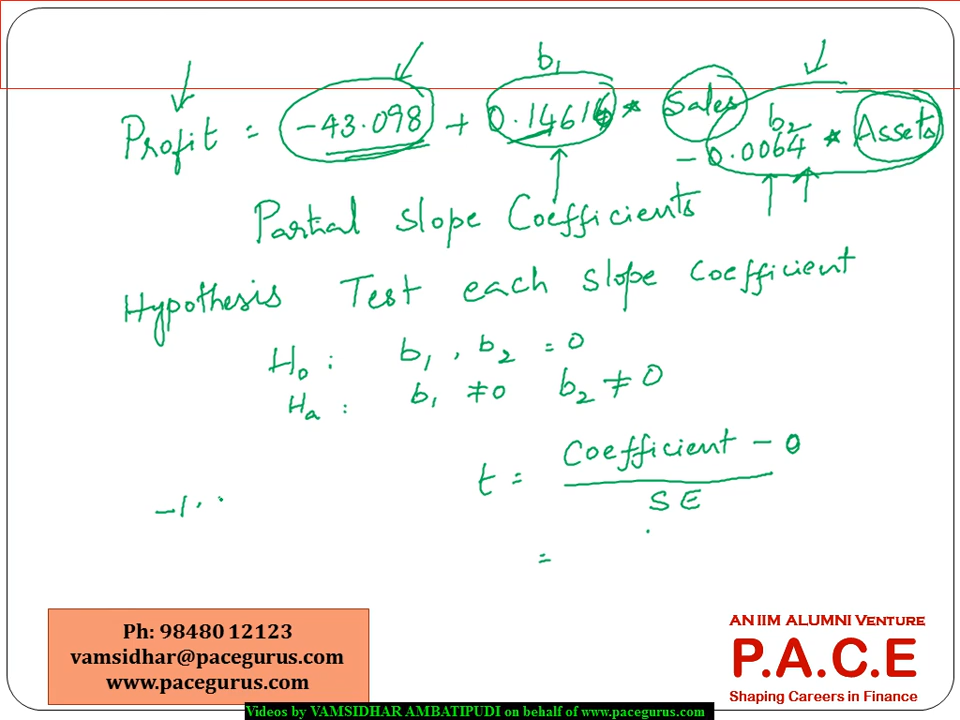 b1
Profit = -43.098 + 0.14616 * Sales
b2
- 0.0064 * Assets
Partial Slope Coefficients
Hypothesis Test each slope coefficient
H0 : b1 , b2 = 0
Ha : b1 ≠ 0 b2 ≠ 0
t = Coefficient - 0
SE
-1..
=
Ph: 98480 12123
vamsidhar@pacegurus.com
www.pacegurus.com
AN IIM ALUMNI VENTURE
P.A.C.E
Shaping Careers in Finance
Videos by VAMSIDHAR AMBATIPUDI on behalf of www.pacegurus.com